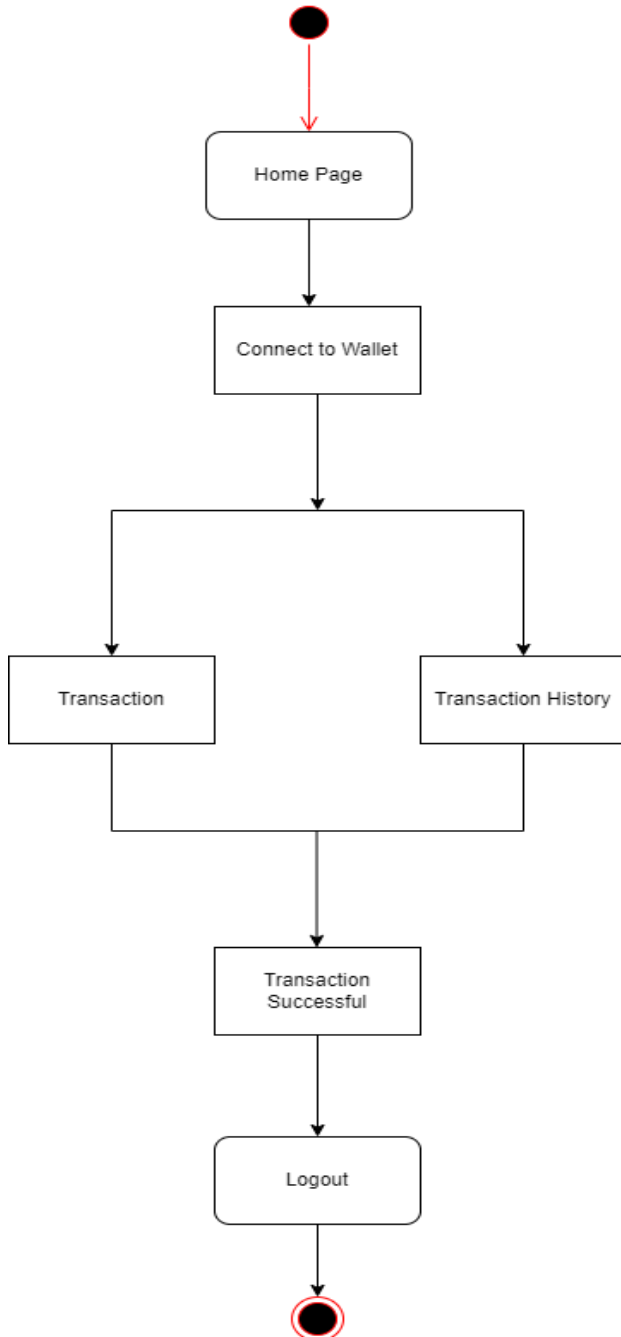 Home Page
Connect to Wallet
Transaction
Transaction History
Transaction
Successful
Logout